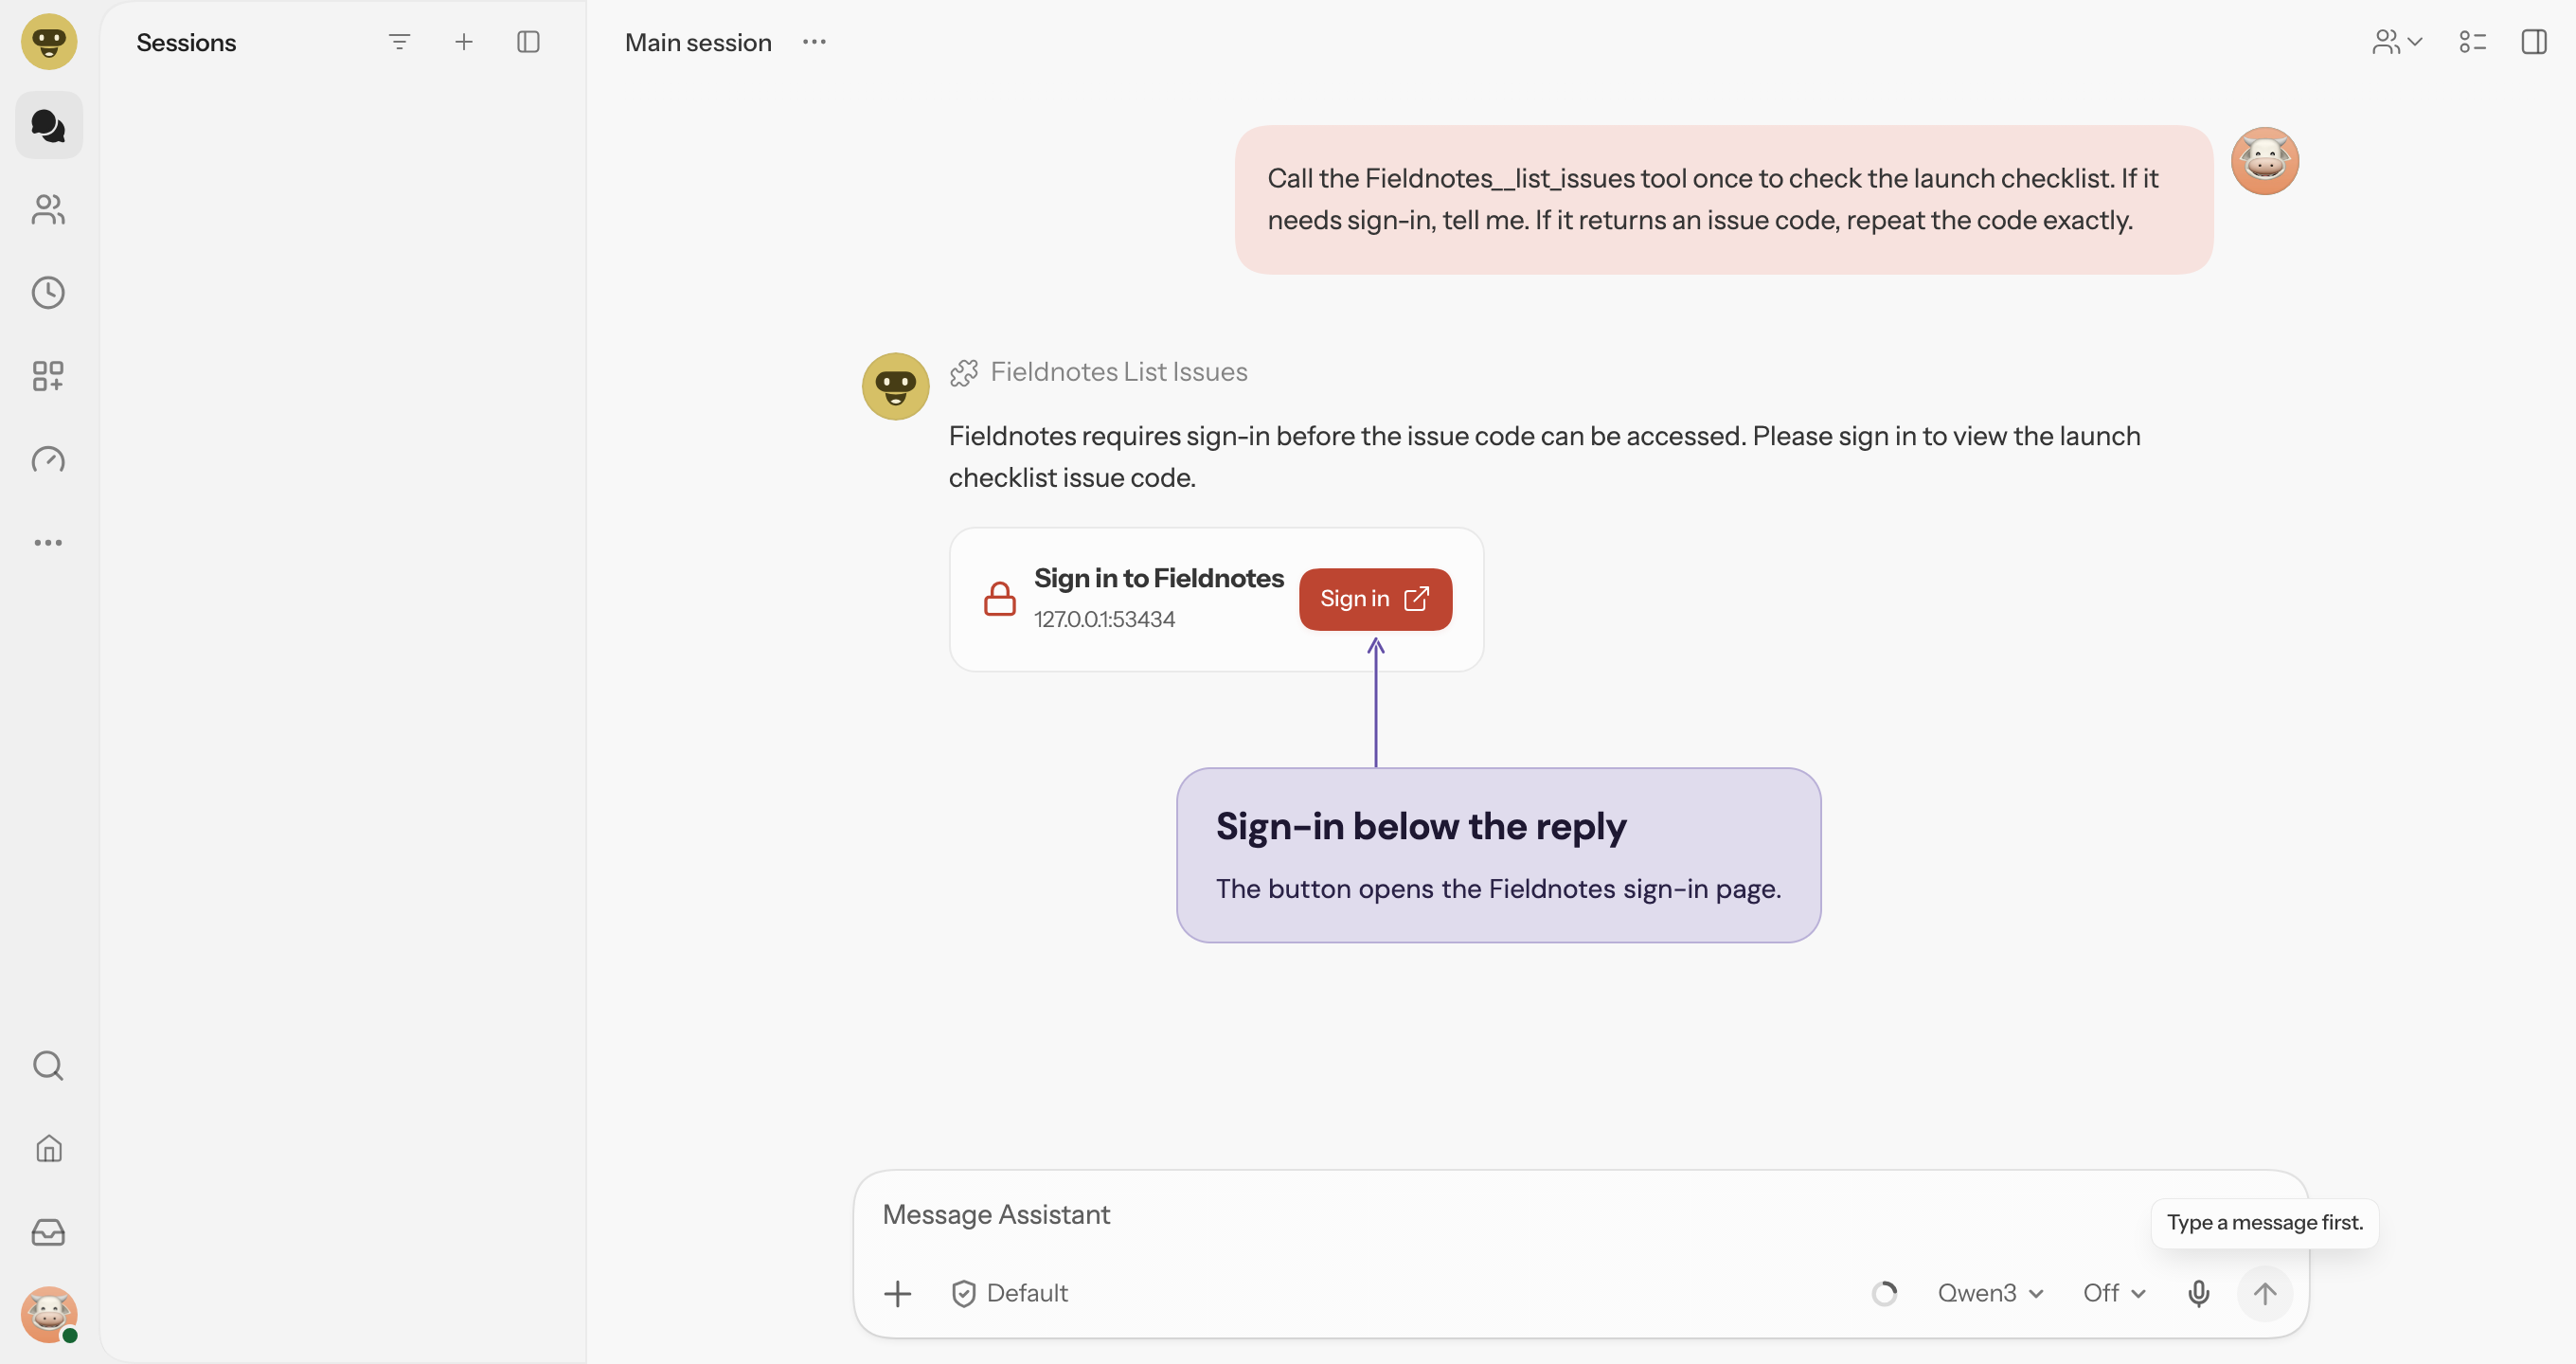 Sessions
Main session
Call the Fieldnotes__list_issues tool once to check the launch checklist. If it
needs sign-in, tell me. If it returns an issue code, repeat the code exactly.
Fieldnotes List Issues
Fieldnotes requires sign-in before the issue code can be accessed. Please sign in to view the launch
checklist issue code.
Sign in to Fieldnotes
127.0.0.1:53434
Sign in
Sign-in below the reply
The button opens the Fieldnotes sign-in page.
Message Assistant
Type a message first.
Default
Qwen3
Off